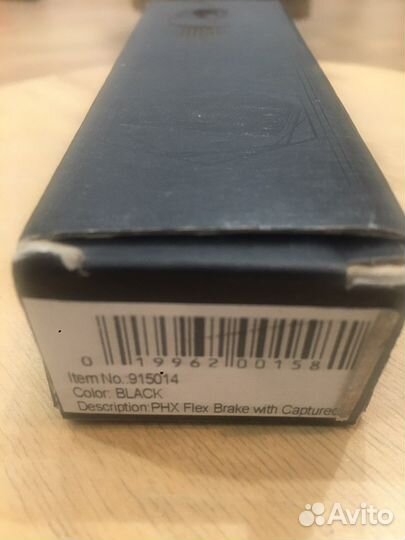 0 19962 00158
Item No.:915014
Color: BLACK
Description:PHX Flex Brake with Captured
Avito